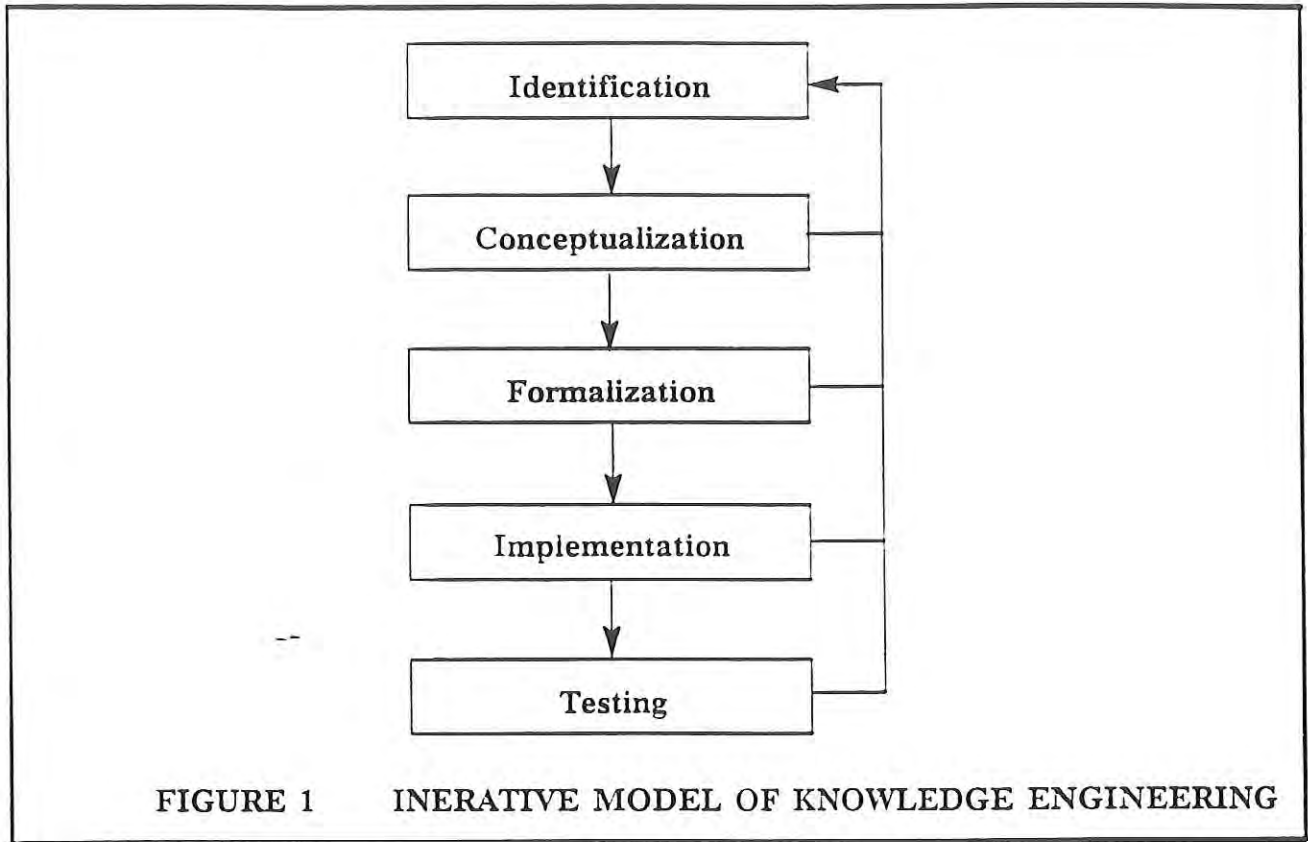 Identification
Conceptualization
Formalization
Implementation
Testing
FIGURE 1 INERATIVE MODEL OF KNOWLEDGE ENGINEERING